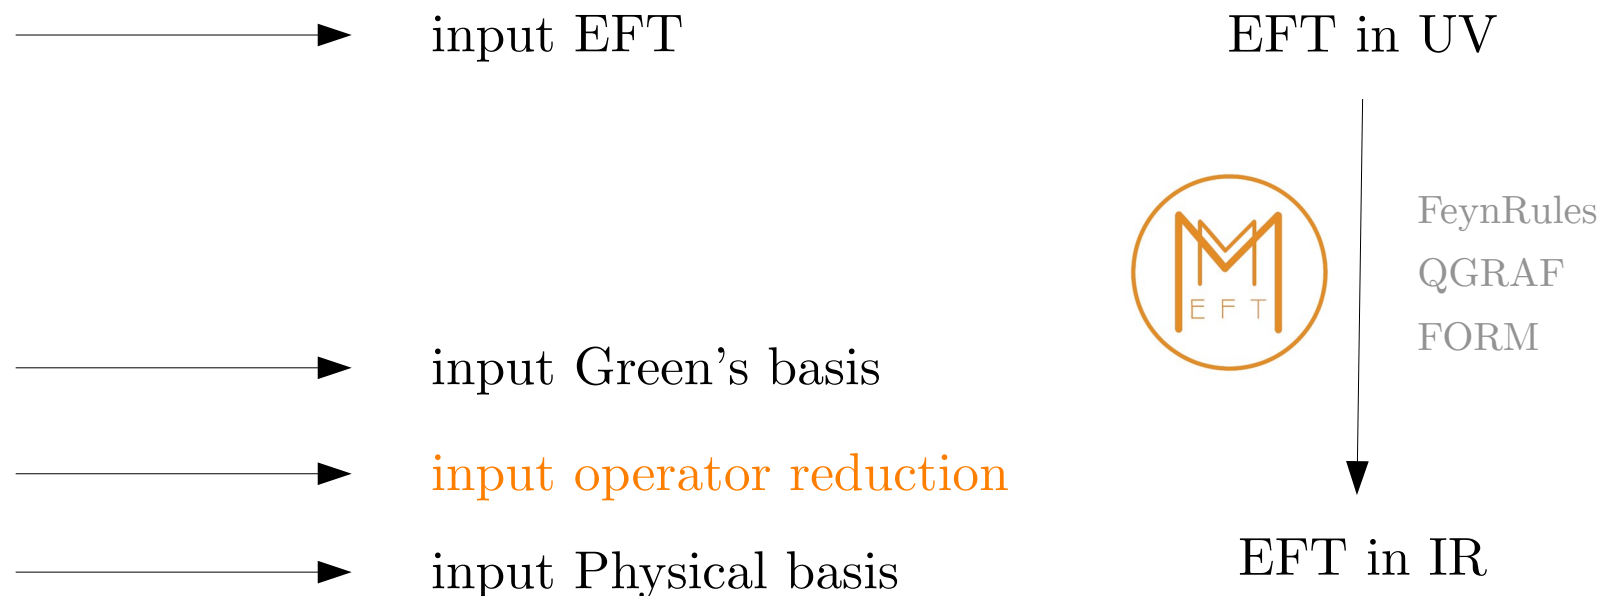 input EFT
EFT in UV
M M
EFT
FeynRules
QGRAF
FORM
input Green's basis
input operator reduction
input Physical basis
EFT in IR